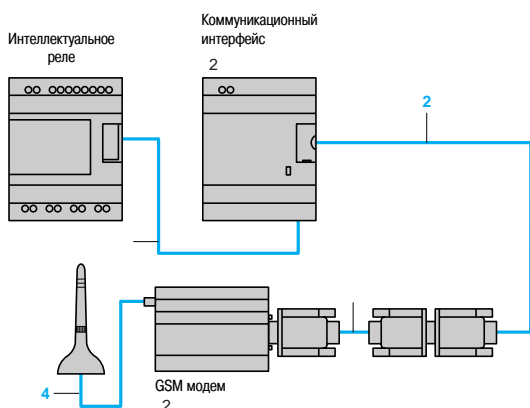 Коммуникационный
интерфейс
2
Интеллектуальное
реле
2
4
GSM модем
2